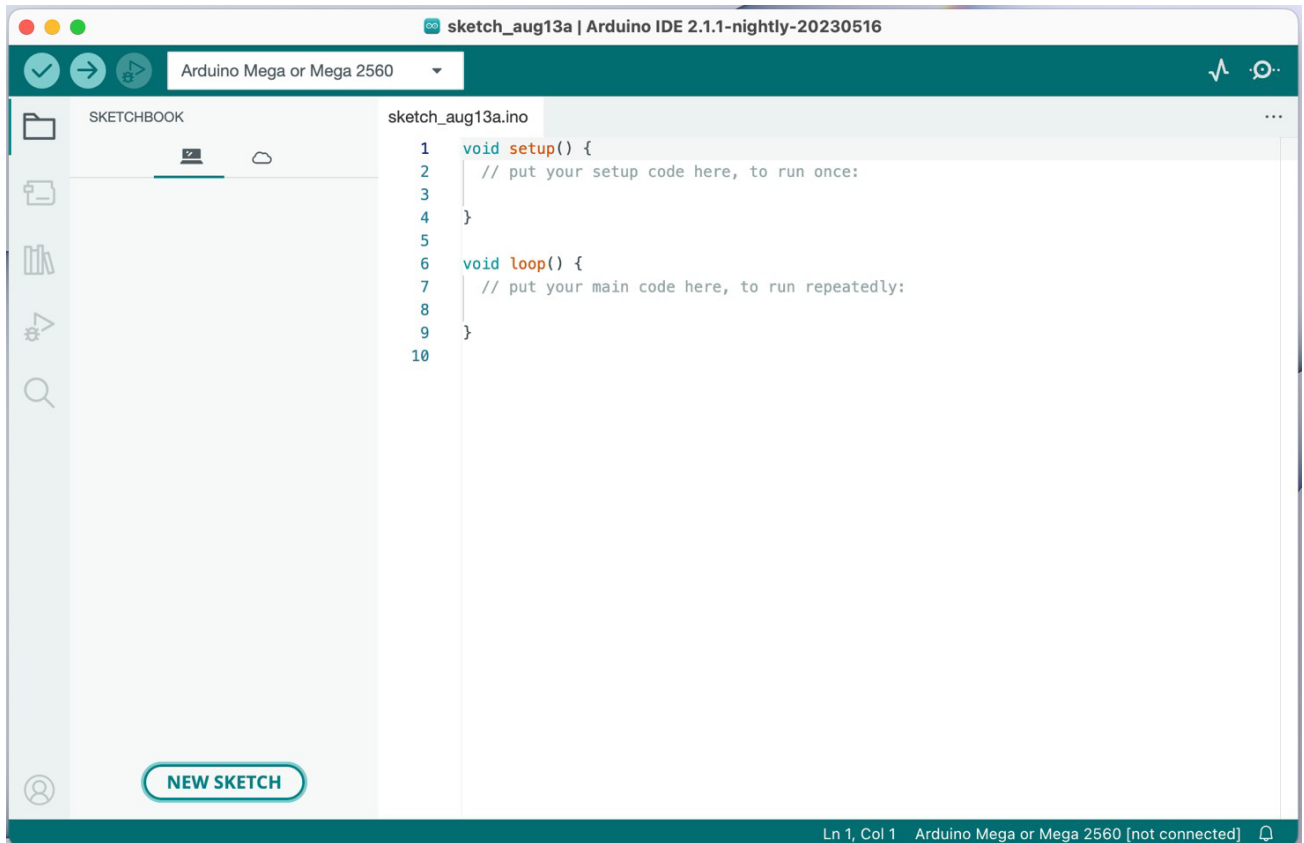 sketch_aug13a | Arduino IDE 2.1.1-nightly-20230516
Arduino Mega or Mega 2560
SKETCHBOOK
sketch_aug13a.ino
1 void setup() {
2 // put your setup code here, to run once:
3
4 }
5
6 void loop() {
7 // put your main code here, to run repeatedly:
8
9 }
10
NEW SKETCH
Ln 1, Col 1 Arduino Mega or Mega 2560 [not connected]